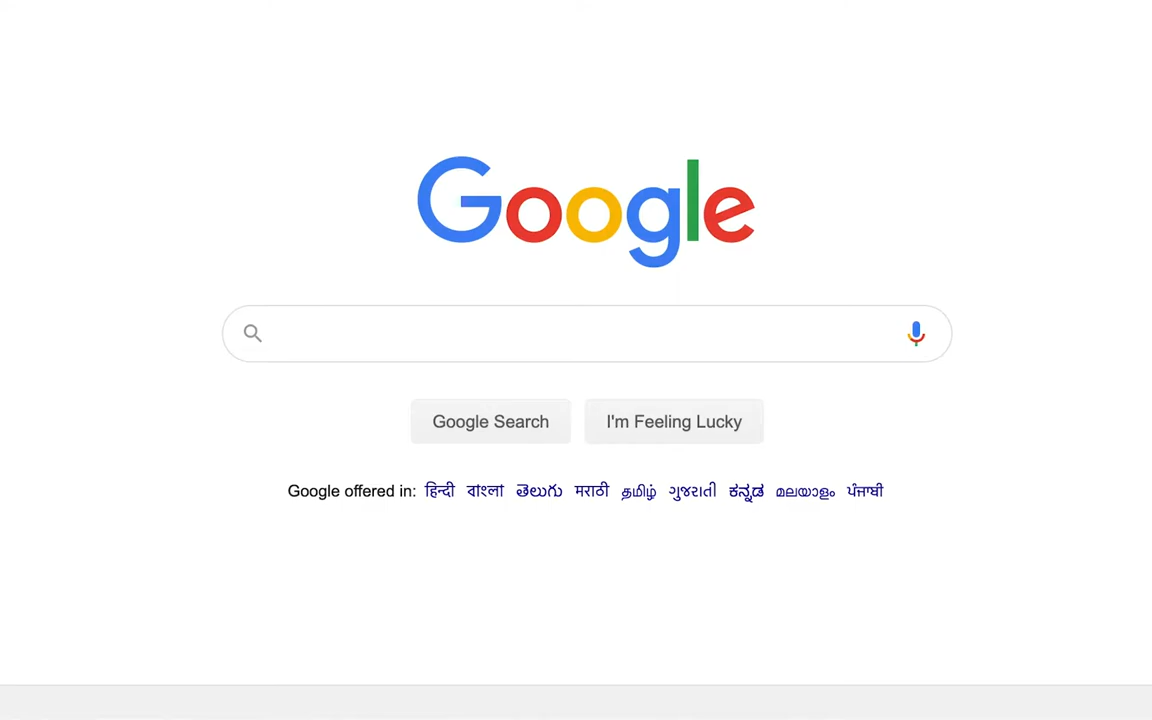 Google
Google Search
I'm Feeling Lucky
Google offered in: हिन्दी বাংলা తెలుగు मराठी தமிழ் ગુજરાતી ಕನ್ನಡ മലയാളം ਪੰਜਾਬੀ